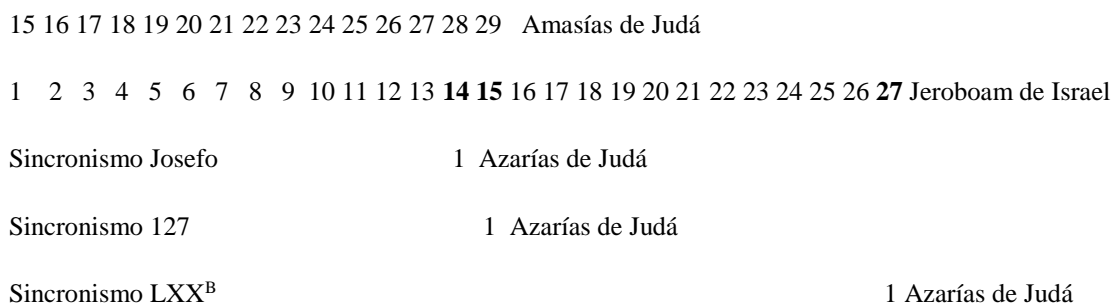 15 16 17 18 19 20 21 22 23 24 25 26 27 28 29 Amasías de Judá
1 2 3 4 5 6 7 8 9 10 11 12 13 14 15 16 17 18 19 20 21 22 23 24 25 26 27 Jeroboam de Israel
Sincronismo Josefo 1 Azarías de Judá
Sincronismo 127 1 Azarías de Judá
Sincronismo LXXᴮ 1 Azarías de Judá